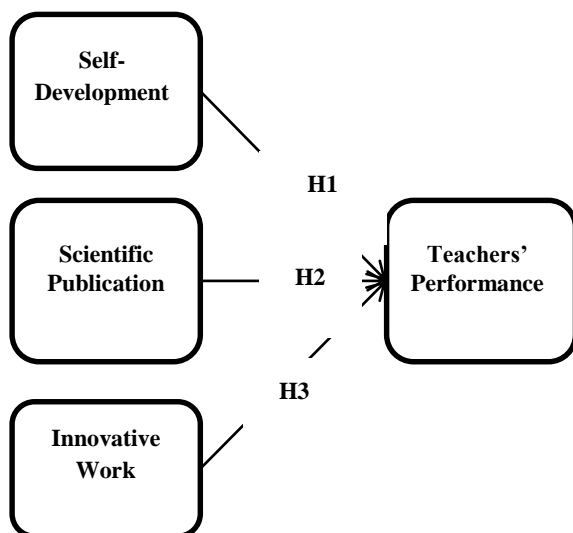 Self-
Development
H1
Scientific
Publication
H2
Teachers’
Performance
H3
Innovative
Work